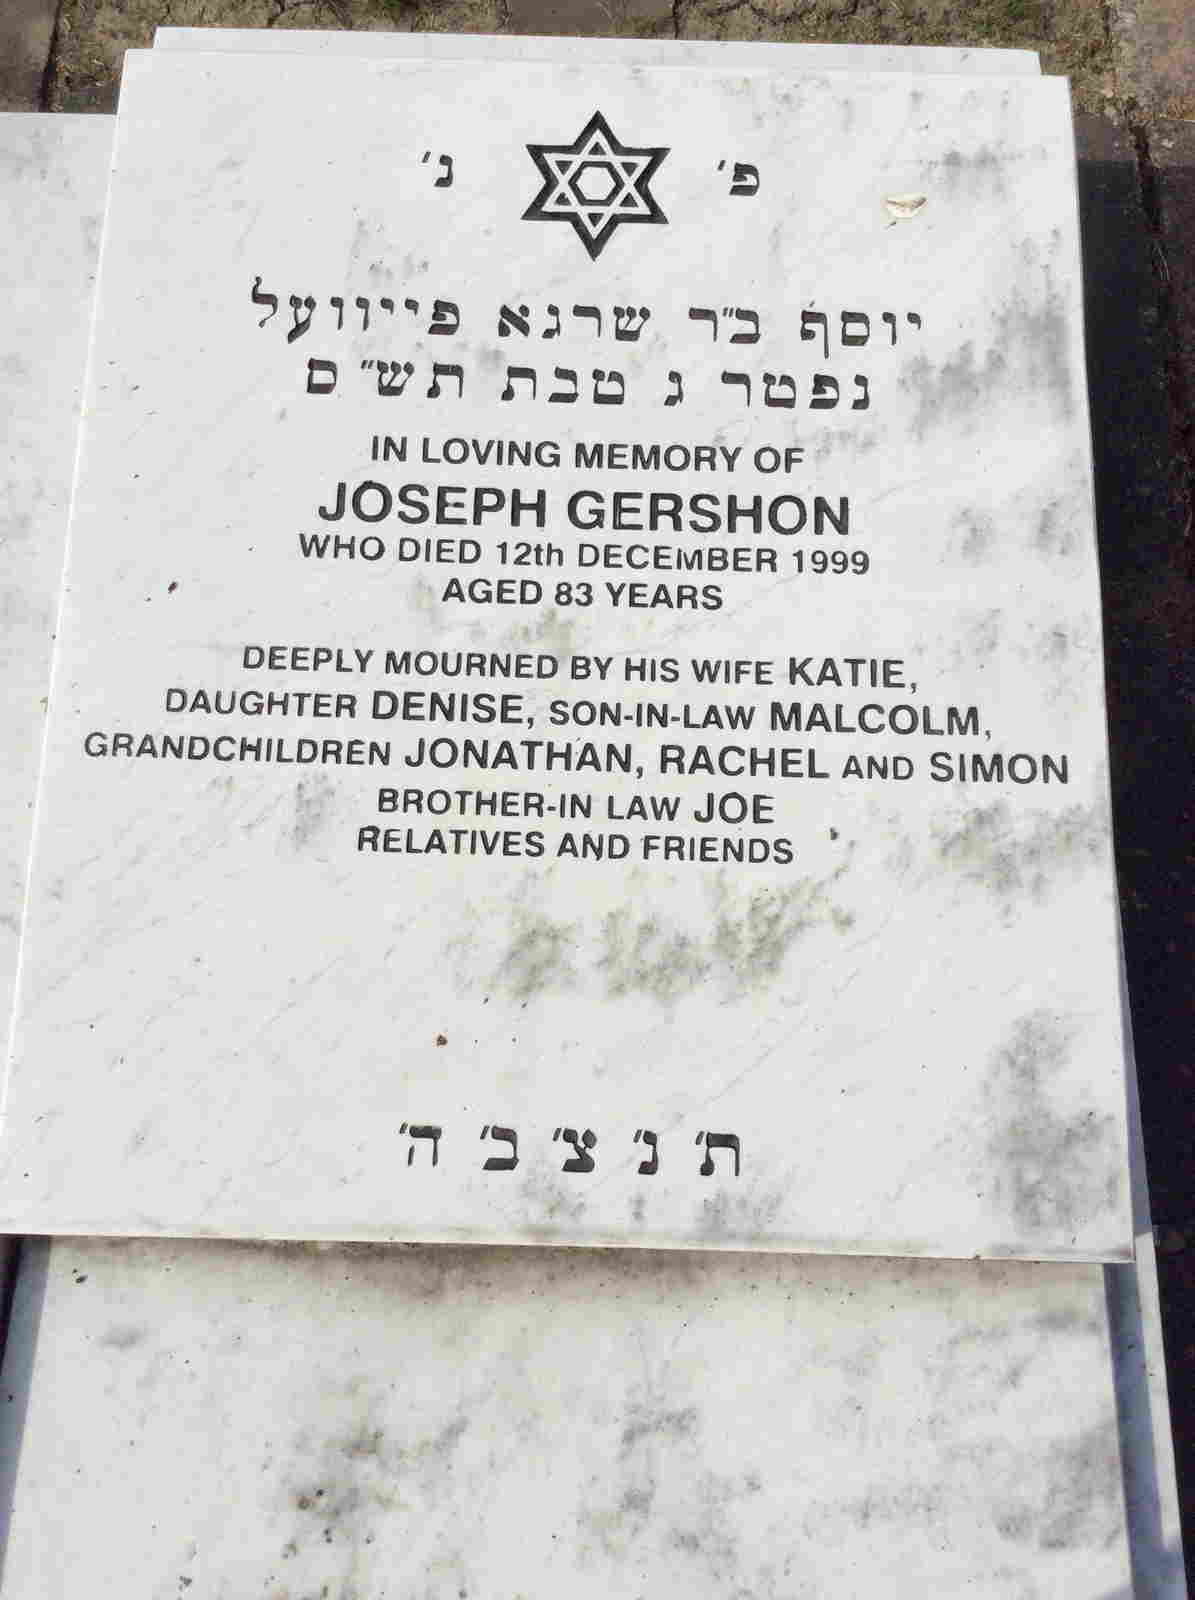 פ׳ נ׳
יוסף ב״ר שרגא פייוועל
נפטר ג טבת תש״ם
IN LOVING MEMORY OF
JOSEPH GERSHON
WHO DIED 12th DECEMBER 1999
AGED 83 YEARS
DEEPLY MOURNED BY HIS WIFE KATIE,
DAUGHTER DENISE, SON-IN-LAW MALCOLM,
GRANDCHILDREN JONATHAN, RACHEL AND SIMON
BROTHER-IN LAW JOE
RELATIVES AND FRIENDS
ת׳ נ׳ צ׳ ב׳ ה׳